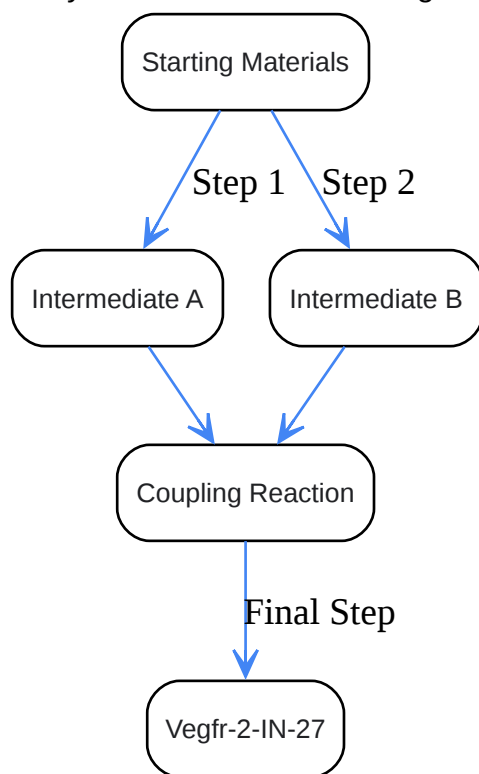 Starting Materials
Step 1
Step 2
Intermediate A
Intermediate B
Coupling Reaction
Final Step
Vegfr-2-IN-27